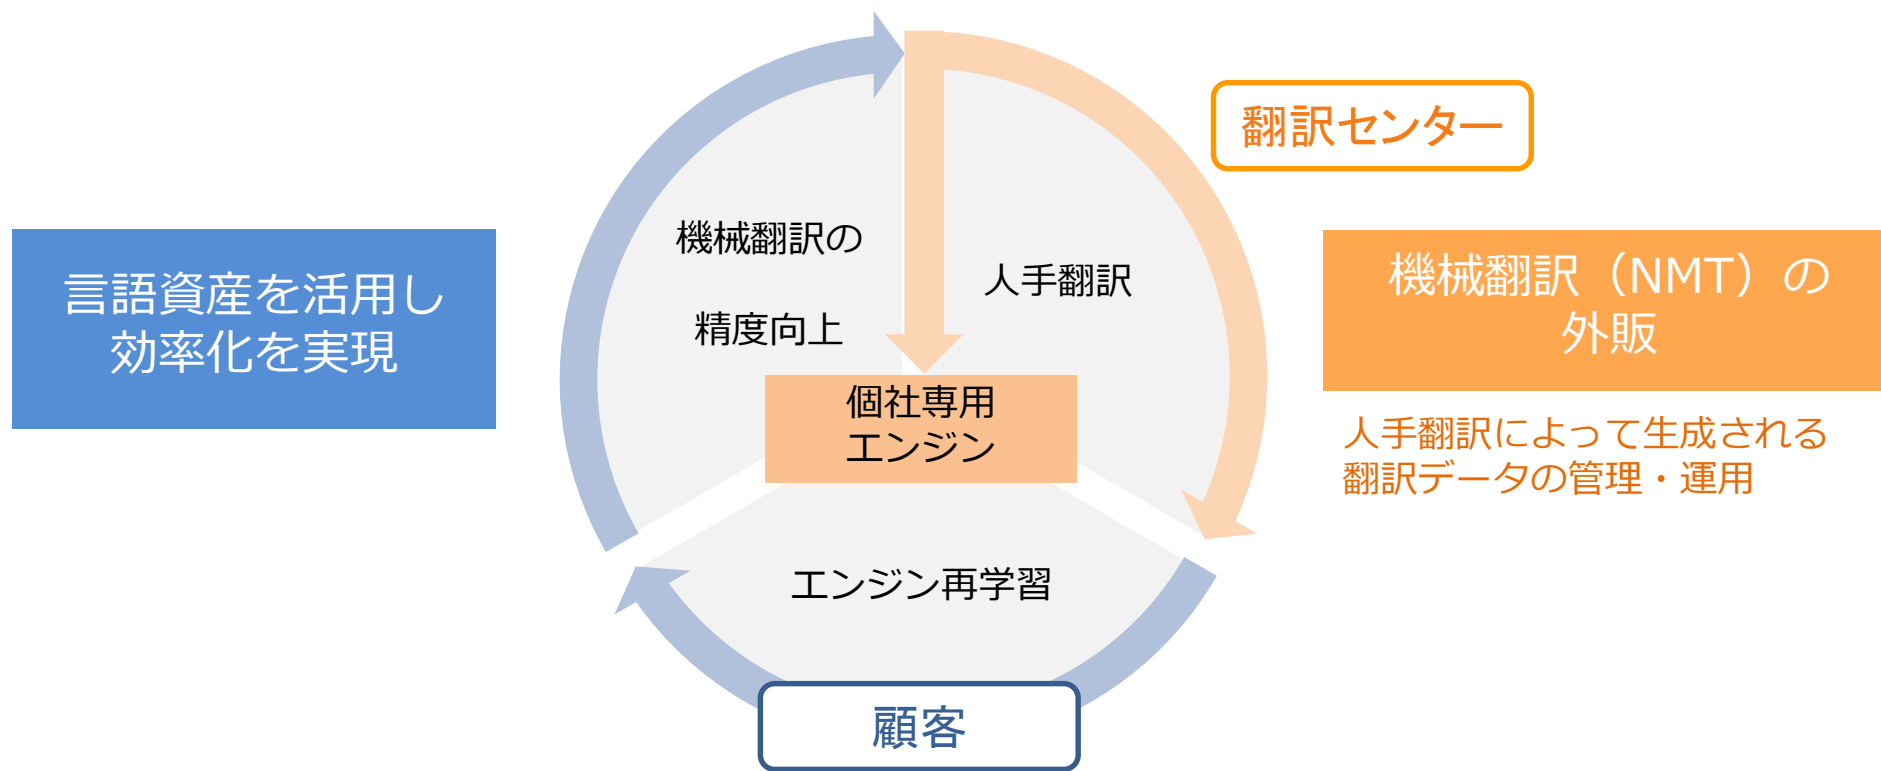 翻訳センター
機械翻訳の
精度向上
人手翻訳
言語資産を活用し
効率化を実現
機械翻訳（NMT）の
外販
個社専用
エンジン
人手翻訳によって生成される
翻訳データの管理・運用
エンジン再学習
顧客